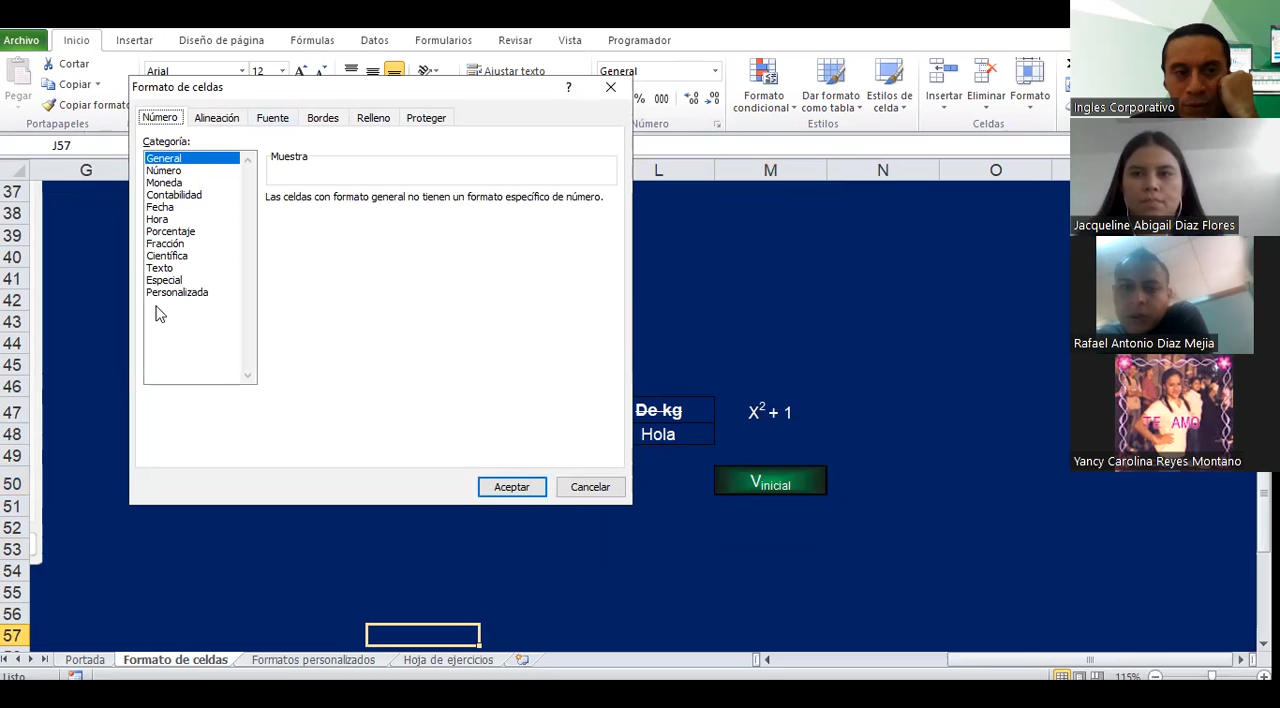 Archivo Inicio Insertar Diseño de página Fórmulas Datos Formularios Revisar Vista Programador
Cortar
Copiar
Copiar formato
Pegar
Portapapeles
Arial 12
Ajustar texto
General
% 000
Número
Formato condicional
Dar formato como tabla
Estilos de celda
Estilos
Insertar Eliminar Formato
Celdas
J57
Formato de celdas ?
Número Alineación Fuente Bordes Relleno Proteger
Categoría:
General
Número
Moneda
Contabilidad
Fecha
Hora
Porcentaje
Fracción
Científica
Texto
Especial
Personalizada
Muestra
Las celdas con formato general no tienen un formato específico de número.
Aceptar Cancelar
G L M N O
37
38
39
40
41
42
43
44
45
46
47
48
49
50
51
52
53
54
55
56
57
De kg
Hola
X² + 1
Vinicial
Portada Formato de celdas Formatos personalizados Hoja de ejercicios
Listo
115%
Ingles Corporativo
Jacqueline Abigail Diaz Flores
Rafael Antonio Diaz Mejia
TE AMO
Yancy Carolina Reyes Montano